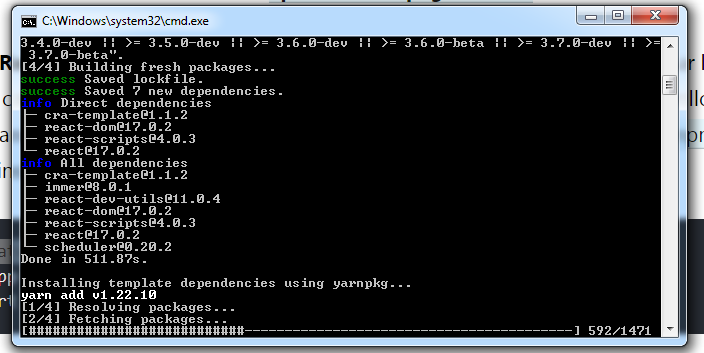 C:\Windows\system32\cmd.exe
3.4.0-dev || >= 3.5.0-dev || >= 3.6.0-dev || >= 3.6.0-beta || >= 3.7.0-dev || >=
3.7.0-beta".
[4/4] Building fresh packages...
success Saved lockfile.
success Saved 7 new dependencies.
info Direct dependencies
├─ cra-template@1.1.2
├─ react-dom@17.0.2
├─ react-scripts@4.0.3
└─ react@17.0.2
info All dependencies
├─ cra-template@1.1.2
├─ immer@8.0.1
├─ react-dev-utils@11.0.4
├─ react-dom@17.0.2
├─ react-scripts@4.0.3
├─ react@17.0.2
└─ scheduler@0.20.2
Done in 511.87s.
Installing template dependencies using yarnpkg...
yarn add v1.22.10
[1/4] Resolving packages...
[2/4] Fetching packages...
[###########################-----------------------------------------] 592/1471